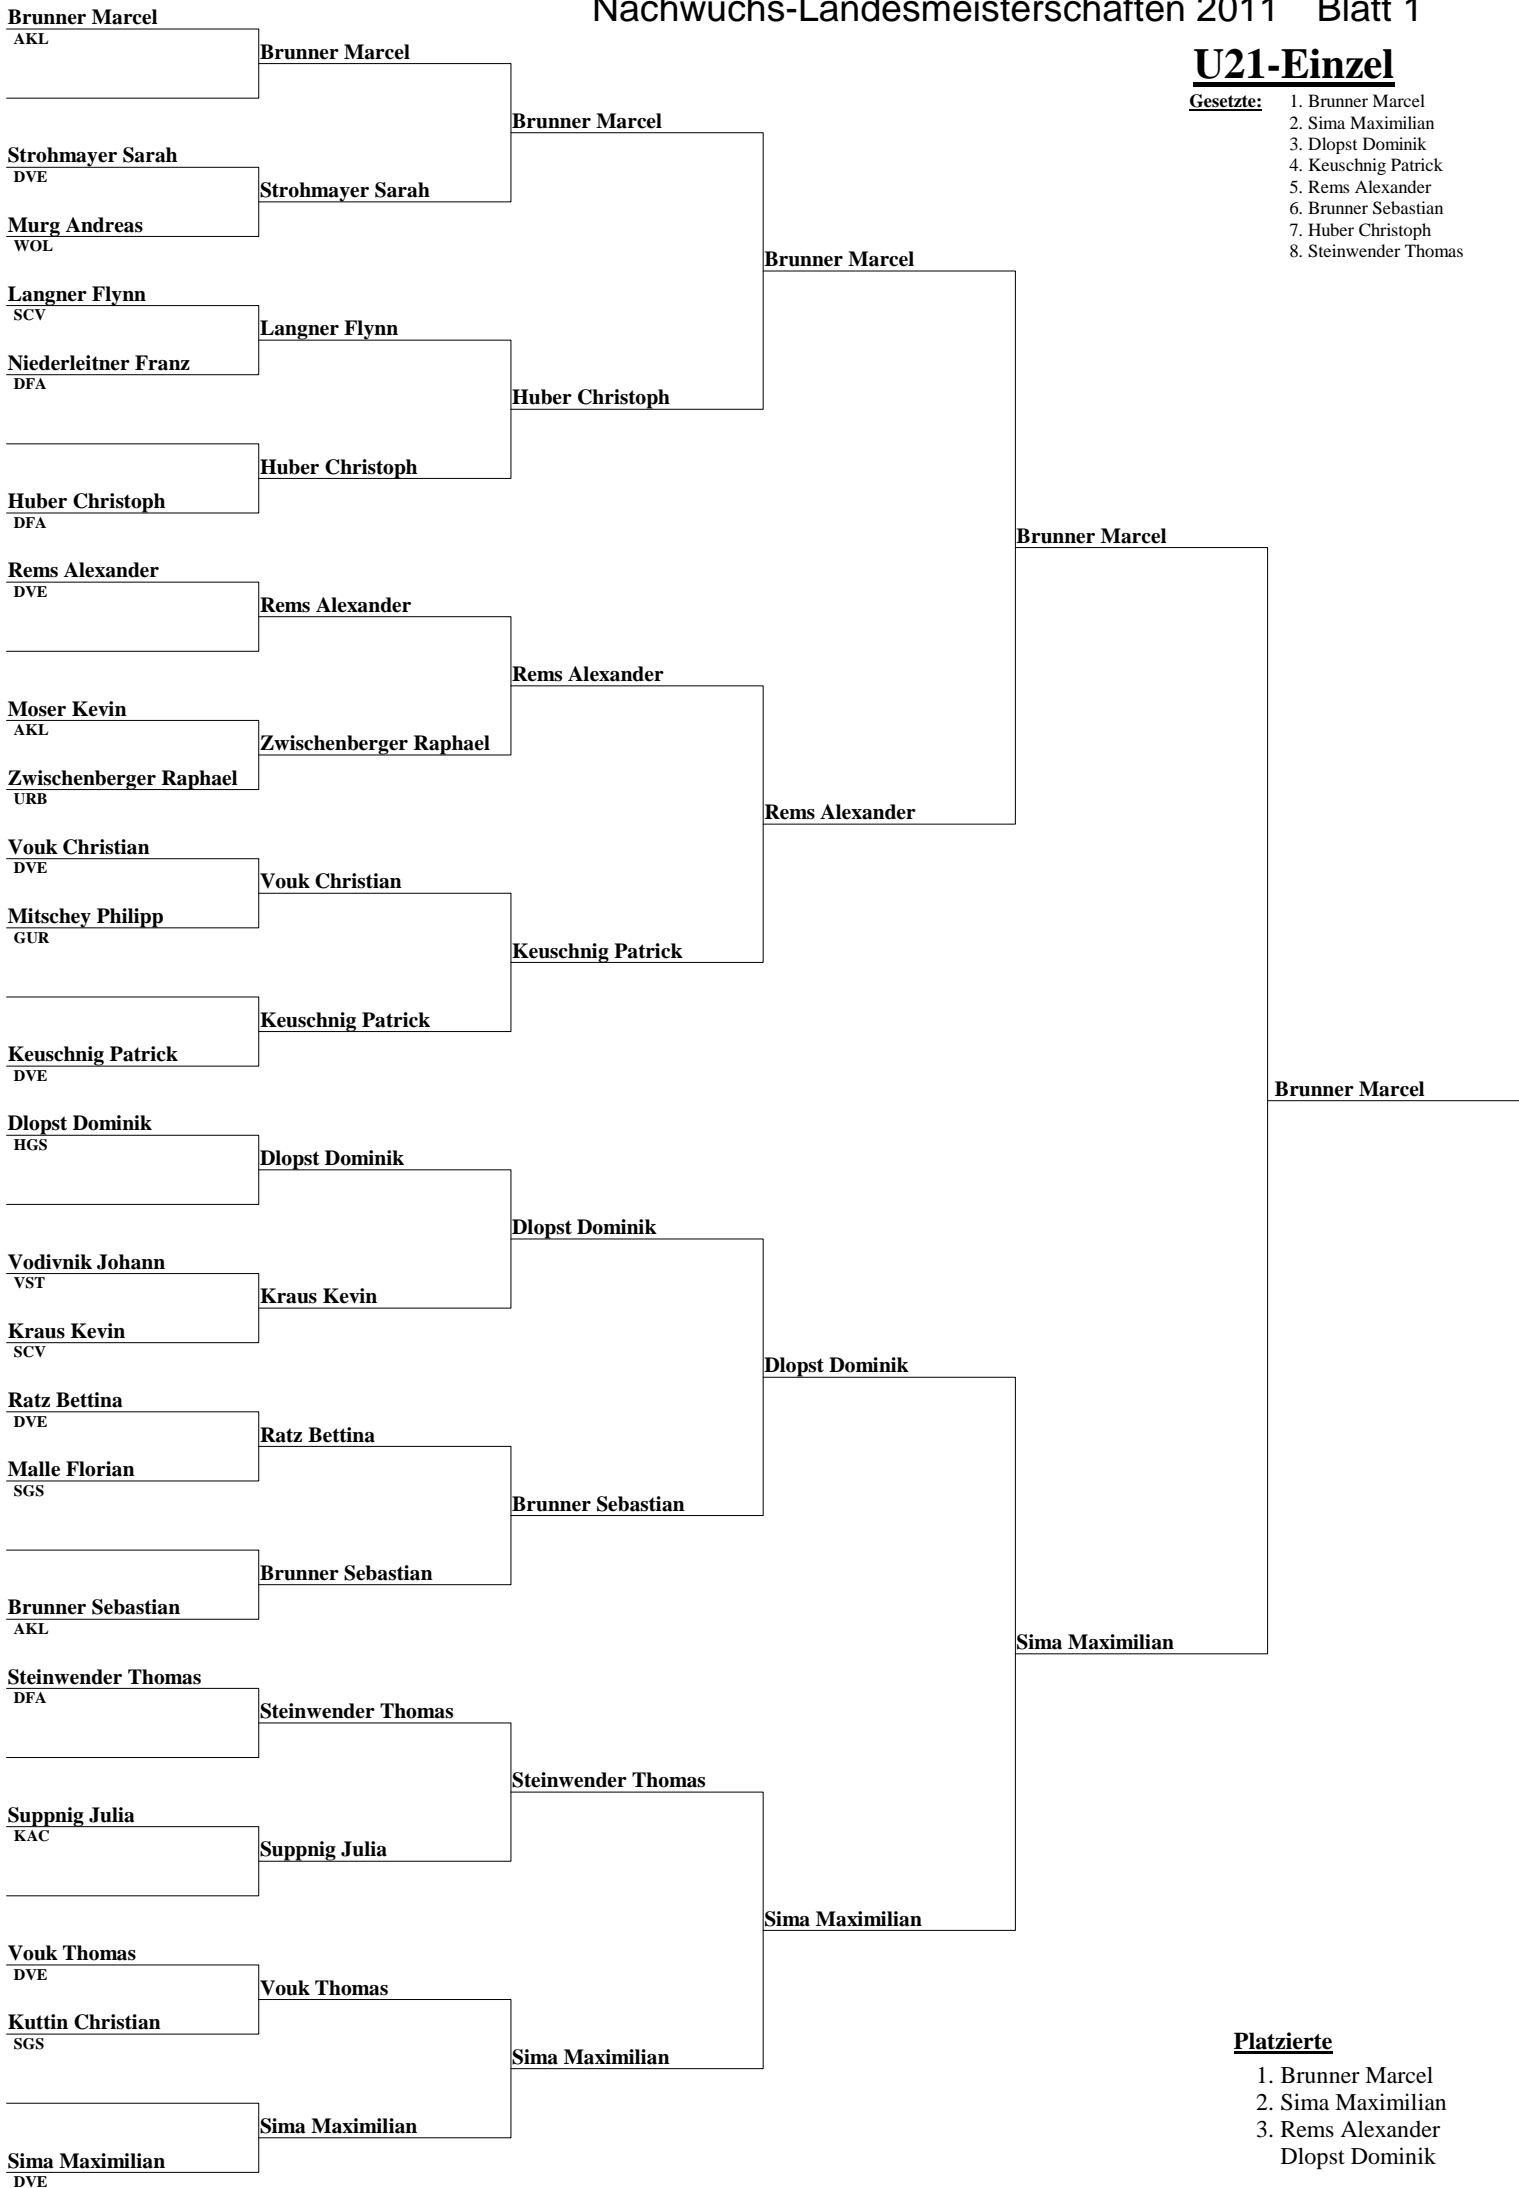 Nachwuchs-Landesmeisterschaften 2011 Blatt 1
U21-Einzel
Gesetzte: 1. Brunner Marcel
2. Sima Maximilian
3. Dlopst Dominik
4. Keuschnig Patrick
5. Rems Alexander
6. Brunner Sebastian
7. Huber Christoph
8. Steinwender Thomas
Brunner Marcel
AKL
Strohmayer Sarah
DVE
Murg Andreas
WOL
Langner Flynn
SCV
Niederleitner Franz
DFA
Huber Christoph
DFA
Rems Alexander
DVE
Moser Kevin
AKL
Zwischenberger Raphael
URB
Vouk Christian
DVE
Mitschey Philipp
GUR
Keuschnig Patrick
DVE
Dlopst Dominik
HGS
Vodivnik Johann
VST
Kraus Kevin
SCV
Ratz Bettina
DVE
Malle Florian
SGS
Brunner Sebastian
AKL
Steinwender Thomas
DFA
Suppnig Julia
KAC
Vouk Thomas
DVE
Kuttin Christian
SGS
Sima Maximilian
DVE
Brunner Marcel
Strohmayer Sarah
Langner Flynn
Huber Christoph
Rems Alexander
Zwischenberger Raphael
Vouk Christian
Keuschnig Patrick
Dlopst Dominik
Kraus Kevin
Ratz Bettina
Brunner Sebastian
Steinwender Thomas
Suppnig Julia
Vouk Thomas
Sima Maximilian
Brunner Marcel
Huber Christoph
Rems Alexander
Keuschnig Patrick
Dlopst Dominik
Brunner Sebastian
Steinwender Thomas
Sima Maximilian
Brunner Marcel
Rems Alexander
Dlopst Dominik
Sima Maximilian
Brunner Marcel
Sima Maximilian
Brunner Marcel
Platzierte
1. Brunner Marcel
2. Sima Maximilian
3. Rems Alexander
Dlopst Dominik